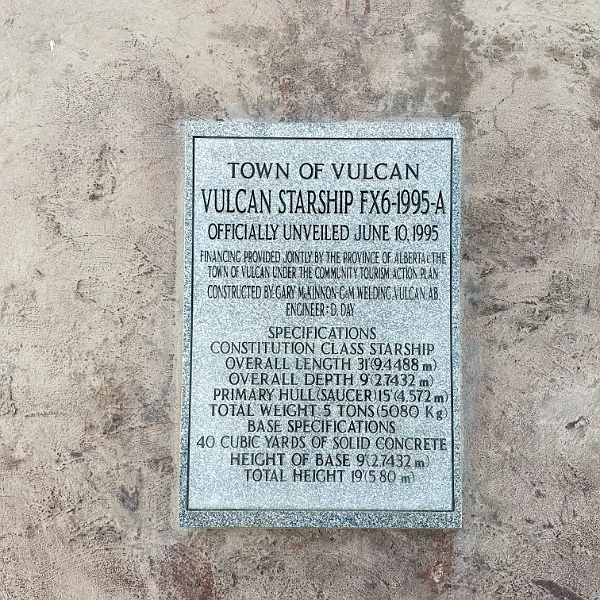 TOWN OF VULCAN
VULCAN STARSHIP FX6-1995-A
OFFICIALLY UNVEILED JUNE 10, 1995
FINANCING PROVIDED JOINTLY BY THE PROVINCE OF ALBERTA & THE
TOWN OF VULCAN UNDER THE COMMUNITY TOURISM ACTION PLAN
CONSTRUCTED BY: GARY McKINNON-G&M WELDING, VULCAN, AB.
ENGINEER: D. DAY
SPECIFICATIONS
CONSTITUTION CLASS STARSHIP
OVERALL LENGTH 31'(9.4488 m)
OVERALL DEPTH 9'(2.7432 m)
PRIMARY HULL(SAUCER)15'(4.572 m)
TOTAL WEIGHT 5 TONS(5080 Kg)
BASE SPECIFICATIONS
40 CUBIC YARDS OF SOLID CONCRETE
HEIGHT OF BASE 9'(2.7432 m)
TOTAL HEIGHT 19'(5.80 m)